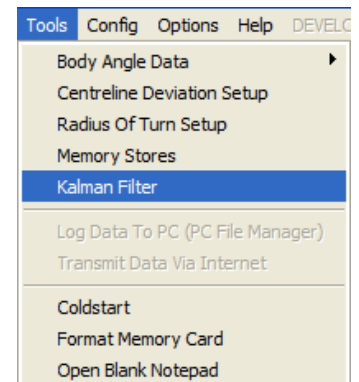 Tools Config Options Help DEVELO
Body Angle Data
Centreline Deviation Setup
Radius Of Turn Setup
Memory Stores
Kalman Filter
Log Data To PC (PC File Manager)
Transmit Data Via Internet
Coldstart
Format Memory Card
Open Blank Notepad